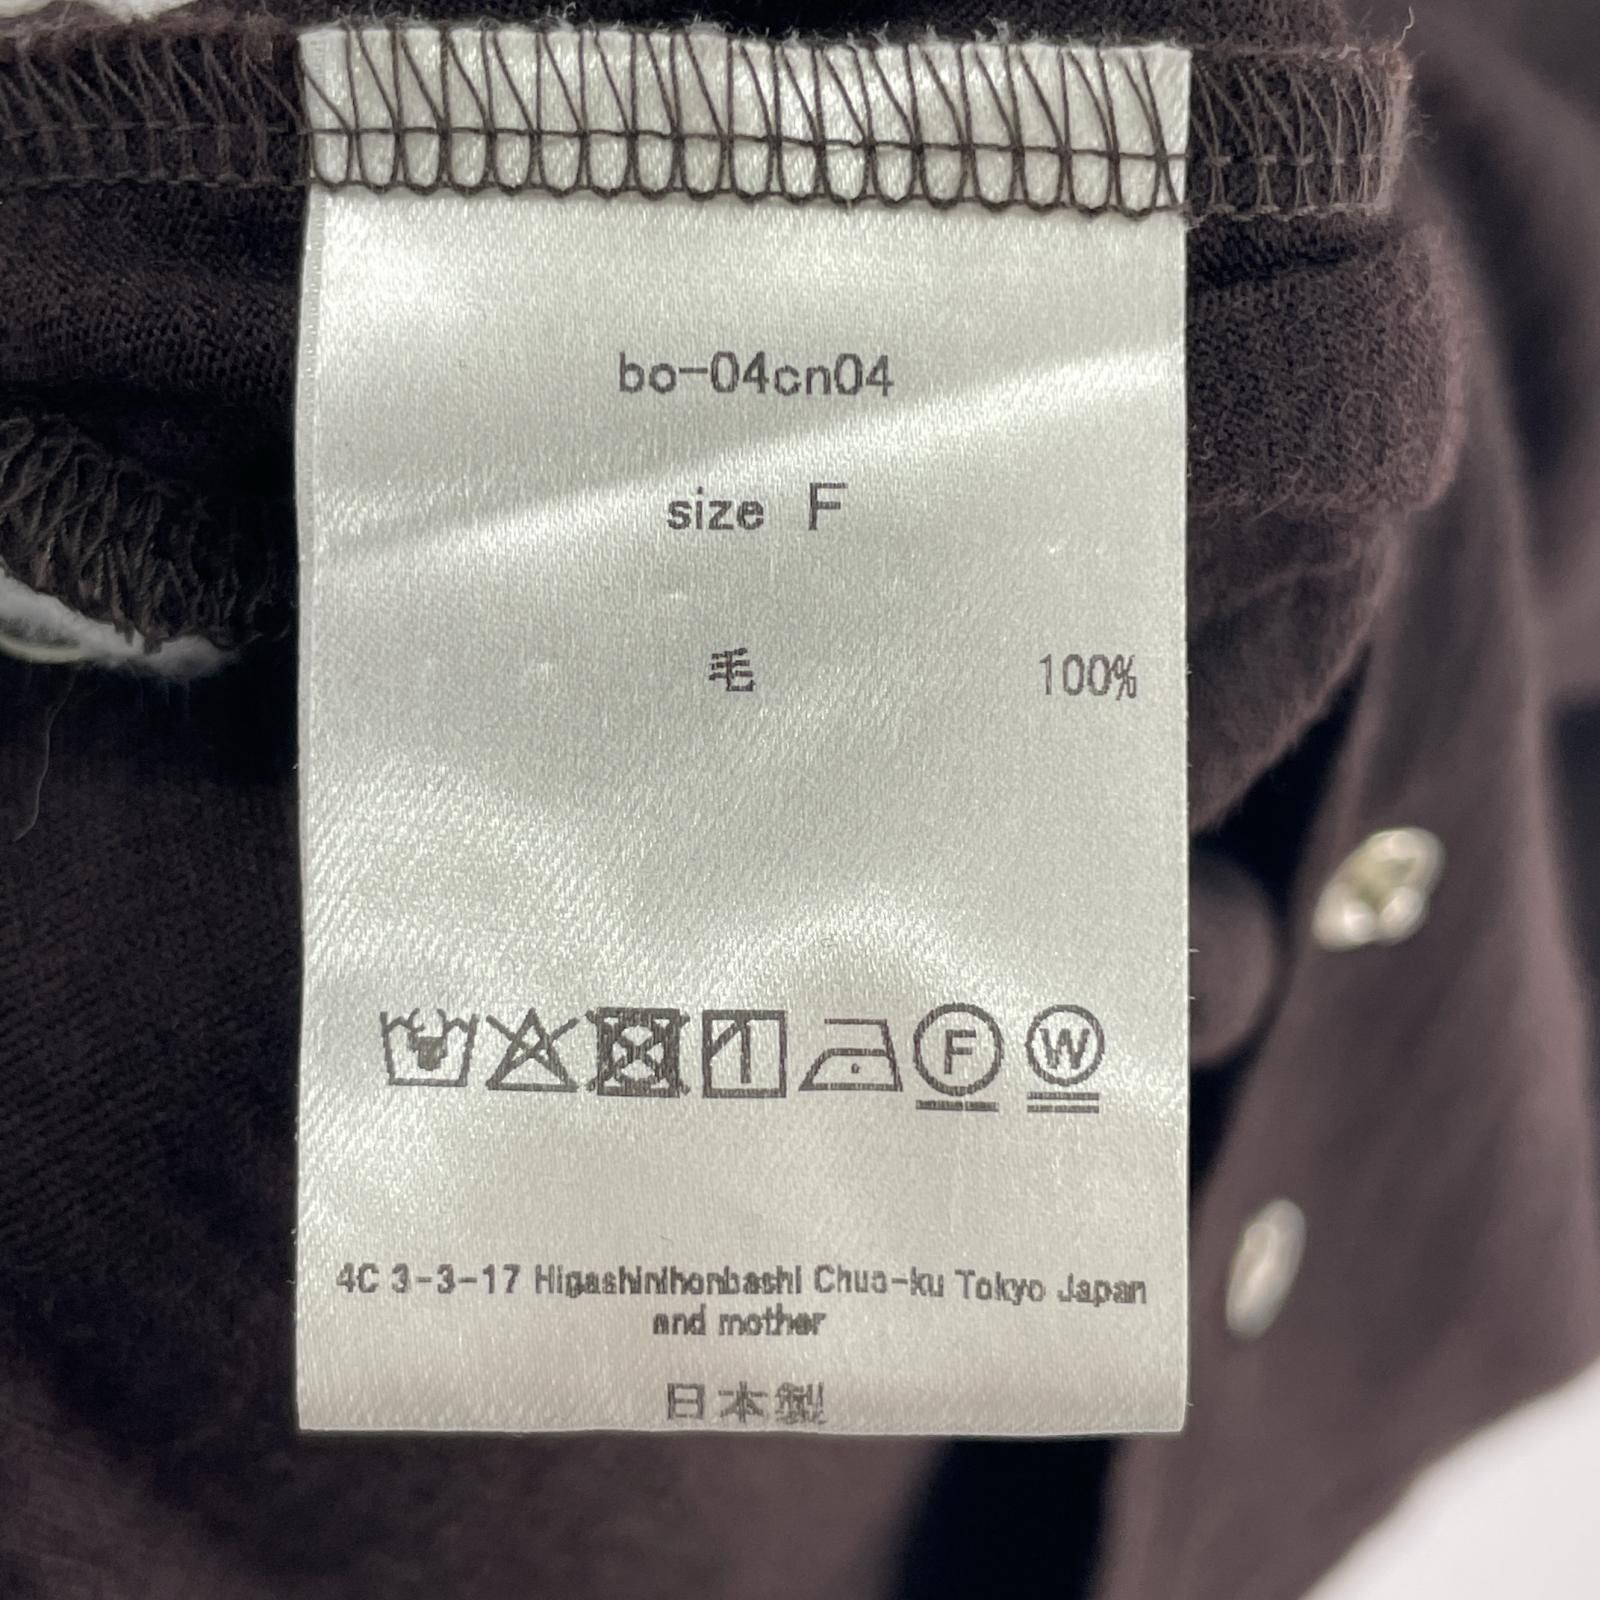 bo-04cn04
size F
毛 100%
F W
4C 3-3-17 Higashinihonbashi Chuo-ku Tokyo Japan
and mother
日本製